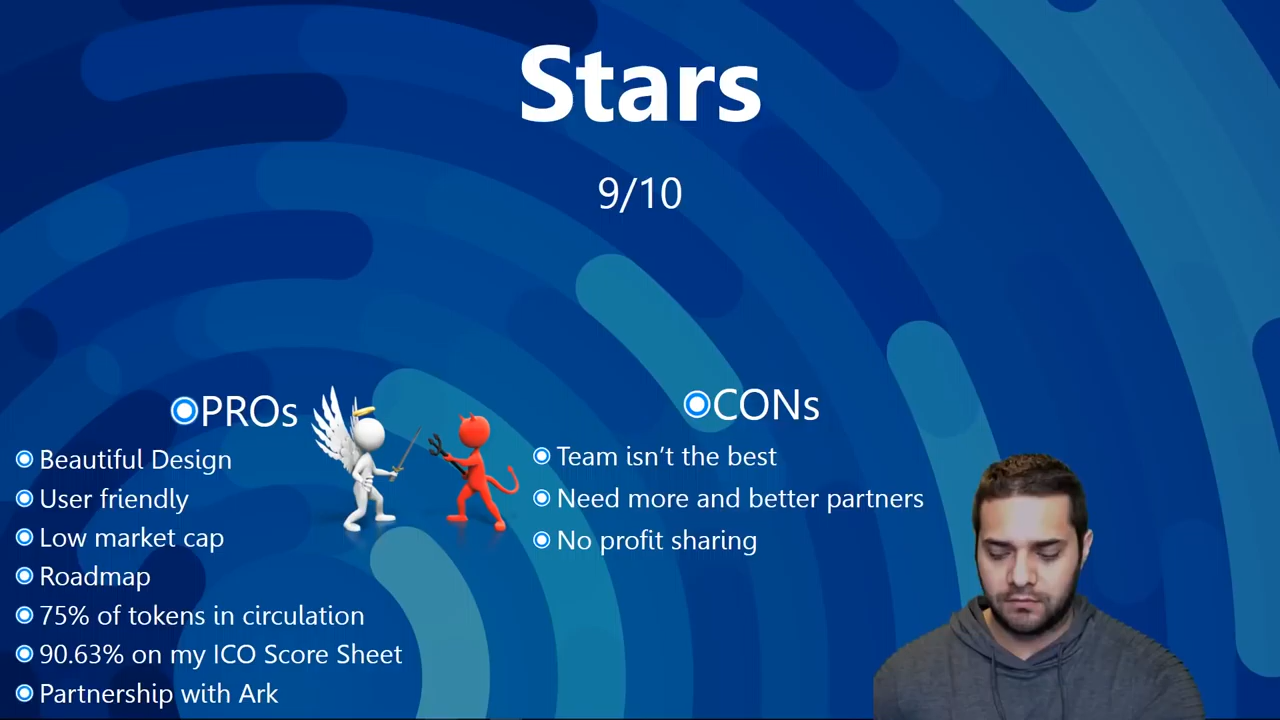 Stars
9/10
PROs
Beautiful Design
User friendly
Low market cap
Roadmap
75% of tokens in circulation
90.63% on my ICO Score Sheet
Partnership with Ark
CONs
Team isn’t the best
Need more and better partners
No profit sharing